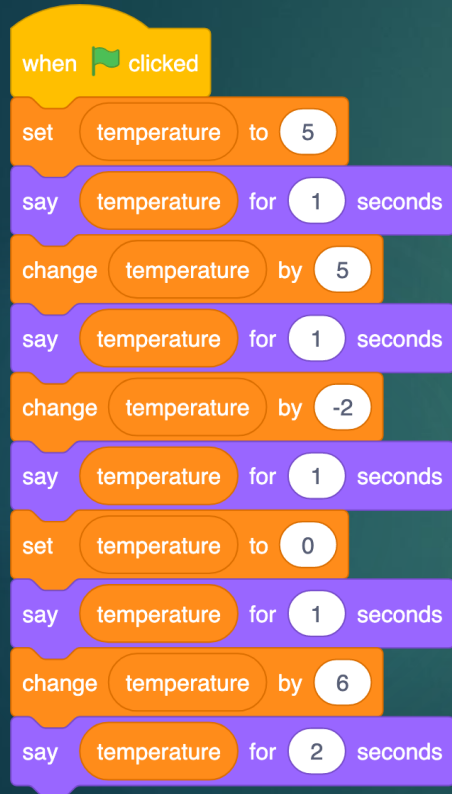 when clicked
set temperature to 5
say temperature for 1 seconds
change temperature by 5
say temperature for 1 seconds
change temperature by -2
say temperature for 1 seconds
set temperature to 0
say temperature for 1 seconds
change temperature by 6
say temperature for 2 seconds